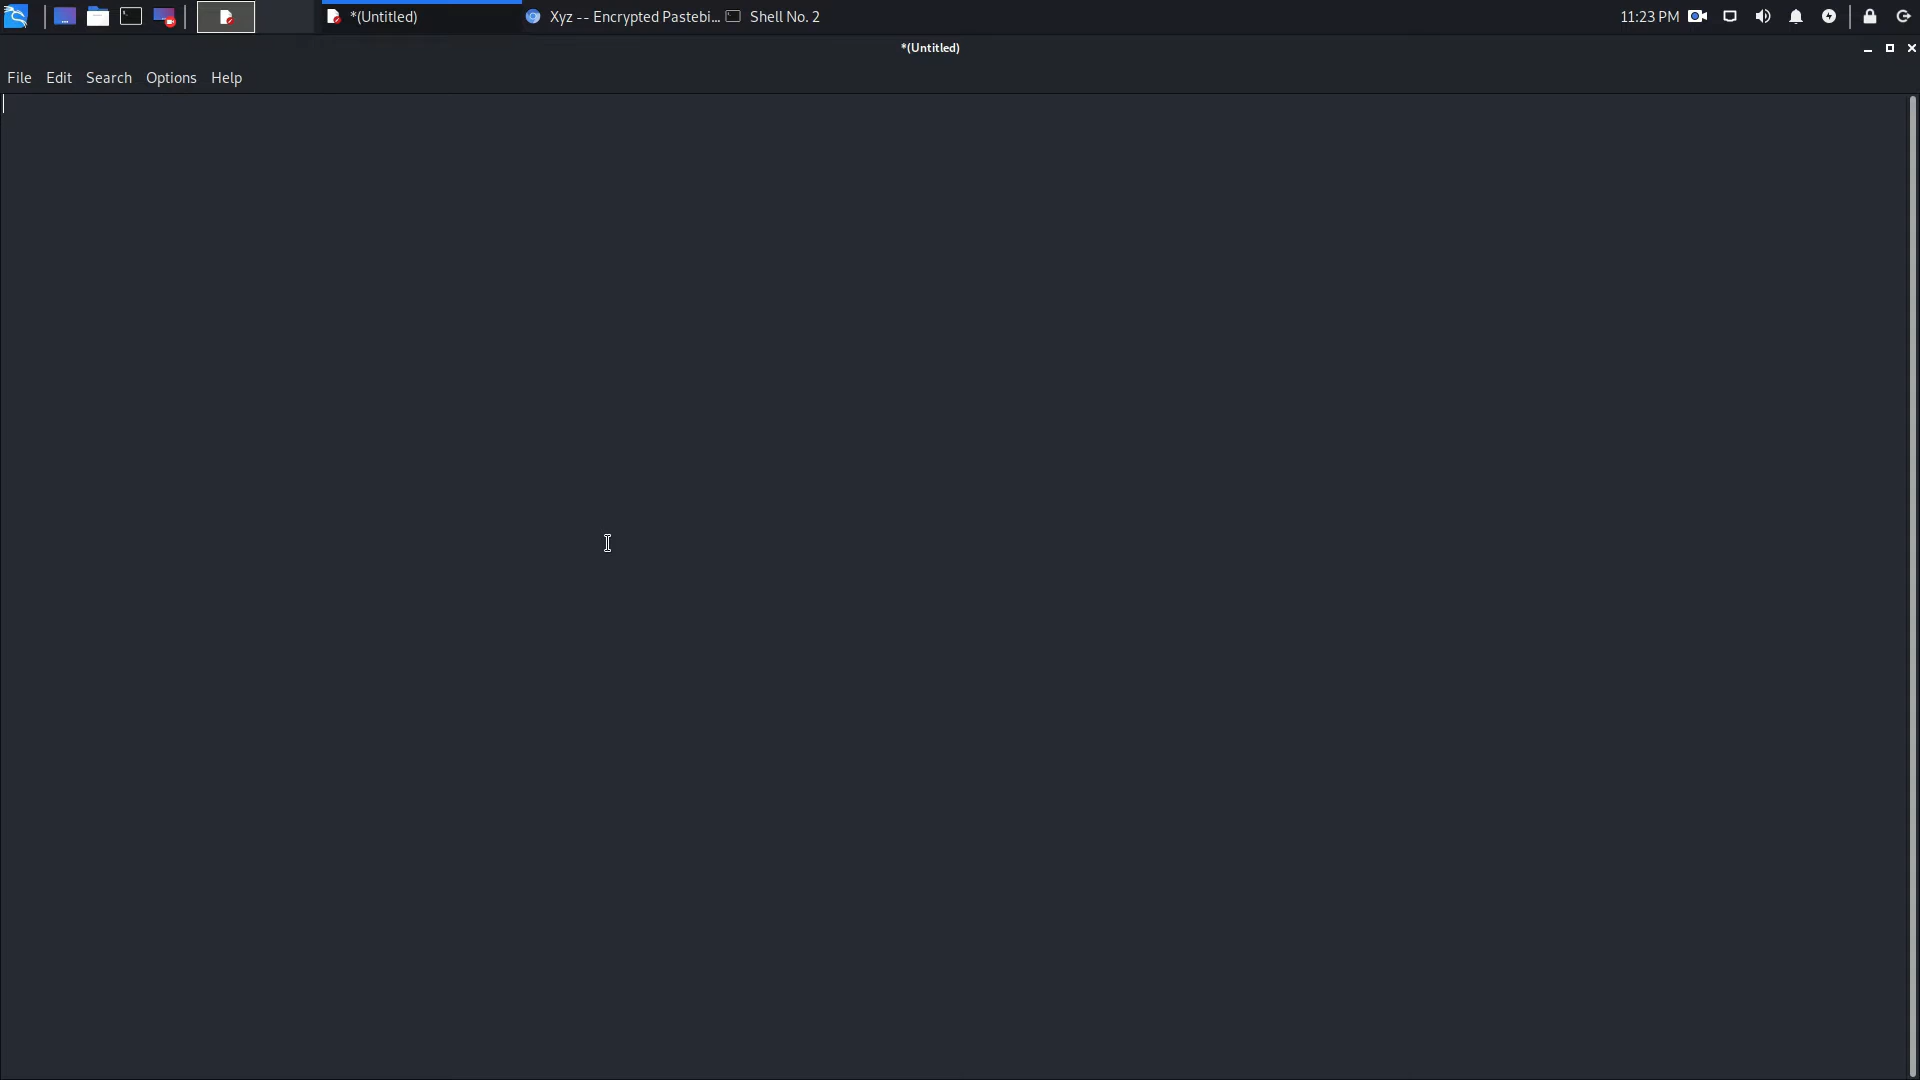 *(Untitled)
Xyz -- Encrypted Pastebi...
Shell No. 2
11:23 PM
*(Untitled)
File Edit Search Options Help